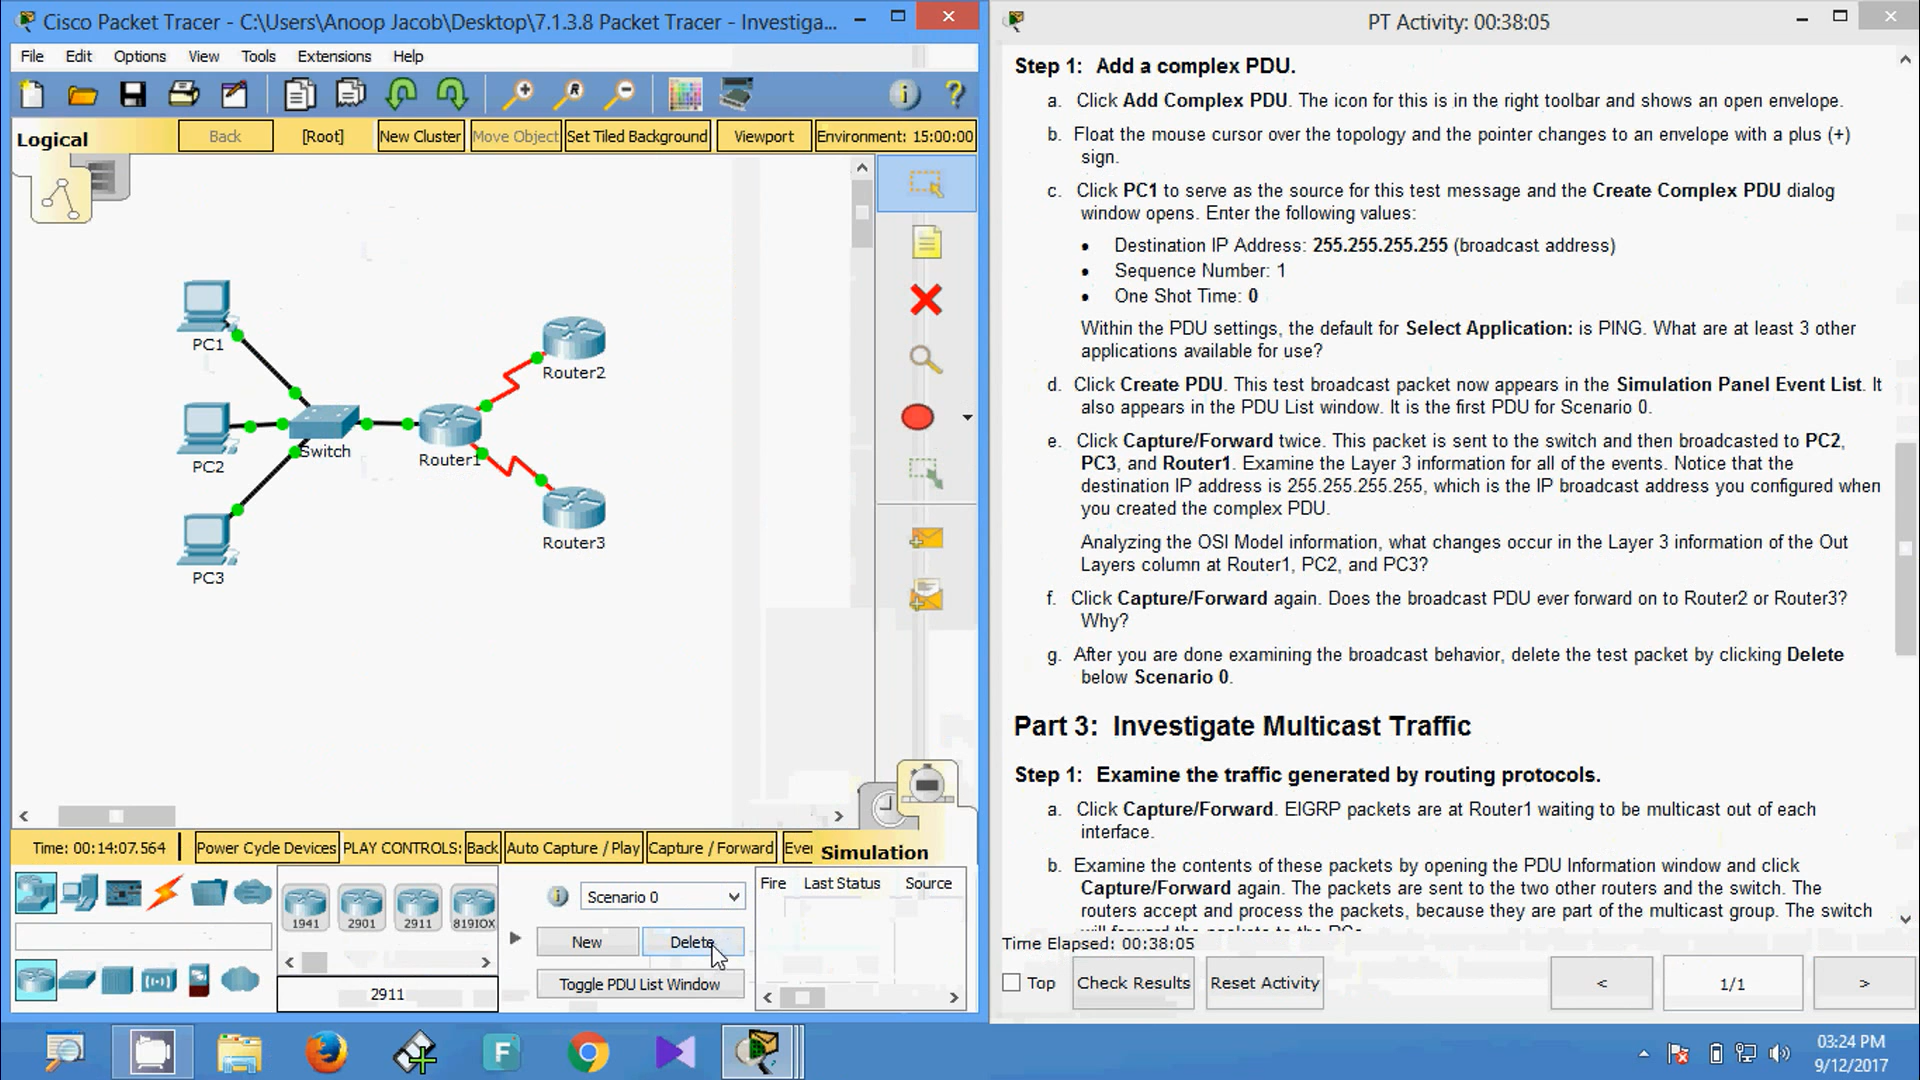 Cisco Packet Tracer - C:\Users\Anoop Jacob\Desktop\7.1.3.8 Packet Tracer - Investiga...
File Edit Options View Tools Extensions Help
Logical Back [Root] New Cluster Move Object Set Tiled Background Viewport Environment: 15:00:00
PC1
Router2
PC2
Switch
Router1
Router3
PC3
Time: 00:14:07.564 Power Cycle Devices PLAY CONTROLS: Back Auto Capture / Play Capture / Forward Even Simulation
1941 2901 2911 819IOX
2911
Scenario 0
New Delete
Toggle PDU List Window
Fire Last Status Source
PT Activity: 00:38:05
Step 1: Add a complex PDU.
a. Click Add Complex PDU. The icon for this is in the right toolbar and shows an open envelope.
b. Float the mouse cursor over the topology and the pointer changes to an envelope with a plus (+)
sign.
c. Click PC1 to serve as the source for this test message and the Create Complex PDU dialog
window opens. Enter the following values:
• Destination IP Address: 255.255.255.255 (broadcast address)
• Sequence Number: 1
• One Shot Time: 0
Within the PDU settings, the default for Select Application: is PING. What are at least 3 other
applications available for use?
d. Click Create PDU. This test broadcast packet now appears in the Simulation Panel Event List. It
also appears in the PDU List window. It is the first PDU for Scenario 0.
e. Click Capture/Forward twice. This packet is sent to the switch and then broadcasted to PC2,
PC3, and Router1. Examine the Layer 3 information for all of the events. Notice that the
destination IP address is 255.255.255.255, which is the IP broadcast address you configured when
you created the complex PDU.
Analyzing the OSI Model information, what changes occur in the Layer 3 information of the Out
Layers column at Router1, PC2, and PC3?
f. Click Capture/Forward again. Does the broadcast PDU ever forward on to Router2 or Router3?
Why?
g. After you are done examining the broadcast behavior, delete the test packet by clicking Delete
below Scenario 0.
Part 3: Investigate Multicast Traffic
Step 1: Examine the traffic generated by routing protocols.
a. Click Capture/Forward. EIGRP packets are at Router1 waiting to be multicast out of each
interface.
b. Examine the contents of these packets by opening the PDU Information window and click
Capture/Forward again. The packets are sent to the two other routers and the switch. The
routers accept and process the packets, because they are part of the multicast group. The switch
will forward the packets to the PCs.
Time Elapsed: 00:38:05
Top Check Results Reset Activity < 1/1 >
03:24 PM
9/12/2017